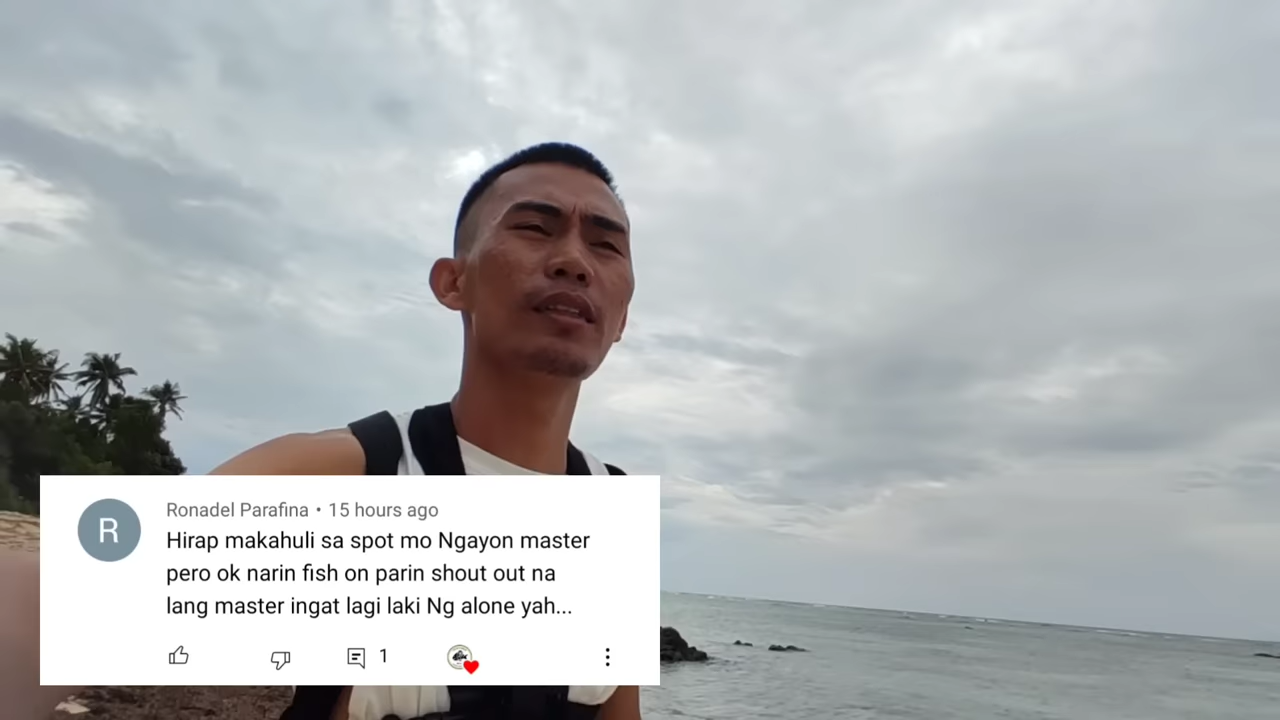 Ronadel Parafina • 15 hours ago
Hirap makahuli sa spot mo Ngayon master
pero ok narin fish on parin shout out na
lang master ingat lagi laki Ng alone yah...
1
R